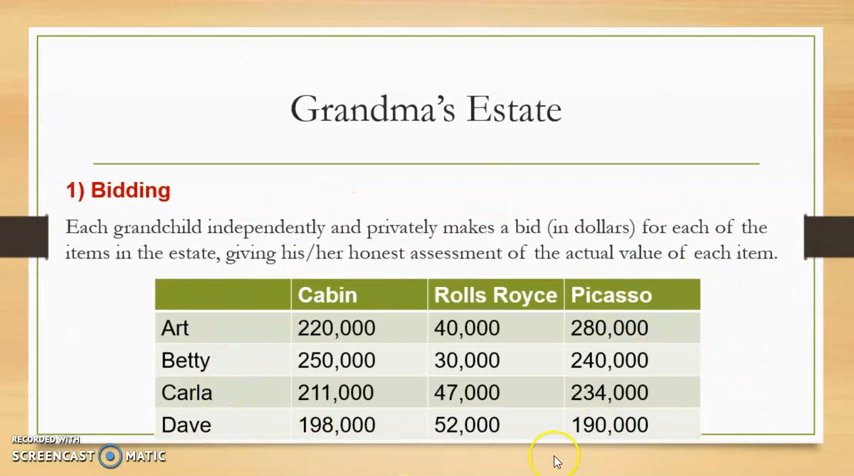 Grandma's Estate
1) Bidding
Each grandchild independently and privately makes a bid (in dollars) for each of the
items in the estate, giving his/her honest assessment of the actual value of each item.
Cabin Rolls Royce Picasso
Art 220,000 40,000 280,000
Betty 250,000 30,000 240,000
Carla 211,000 47,000 234,000
Dave 198,000 52,000 190,000
RECORDED WITH
SCREENCAST MATIC